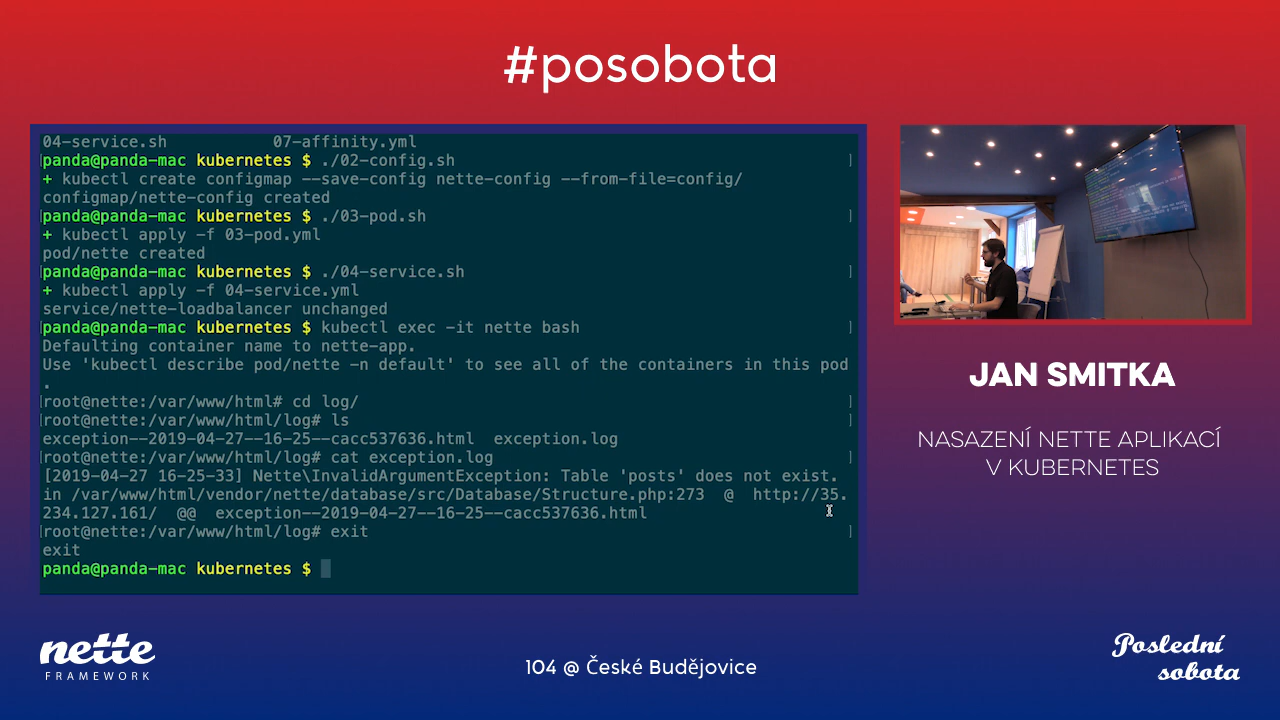 #posobota
04-service.sh 07-affinity.yml
panda@panda-mac kubernetes $ ./02-config.sh
+ kubectl create configmap --save-config nette-config --from-file=config/
configmap/nette-config created
panda@panda-mac kubernetes $ ./03-pod.sh
+ kubectl apply -f 03-pod.yml
pod/nette created
panda@panda-mac kubernetes $ ./04-service.sh
+ kubectl apply -f 04-service.yml
service/nette-loadbalancer unchanged
panda@panda-mac kubernetes $ kubectl exec -it nette bash
Defaulting container name to nette-app.
Use 'kubectl describe pod/nette -n default' to see all of the containers in this pod
.
root@nette:/var/www/html# cd log/
root@nette:/var/www/html/log# ls
exception--2019-04-27--16-25--cacc537636.html exception.log
root@nette:/var/www/html/log# cat exception.log
[2019-04-27 16-25-33] Nette\InvalidArgumentException: Table 'posts' does not exist.
in /var/www/html/vendor/nette/database/src/Database/Structure.php:273 @ http://35.
234.127.161/ @@ exception--2019-04-27--16-25--cacc537636.html
root@nette:/var/www/html/log# exit
exit
panda@panda-mac kubernetes $
JAN SMITKA
NASAZENÍ NETTE APLIKACÍ
V KUBERNETES
nette
FRAMEWORK
104 @ České Budějovice
Poslední
sobota